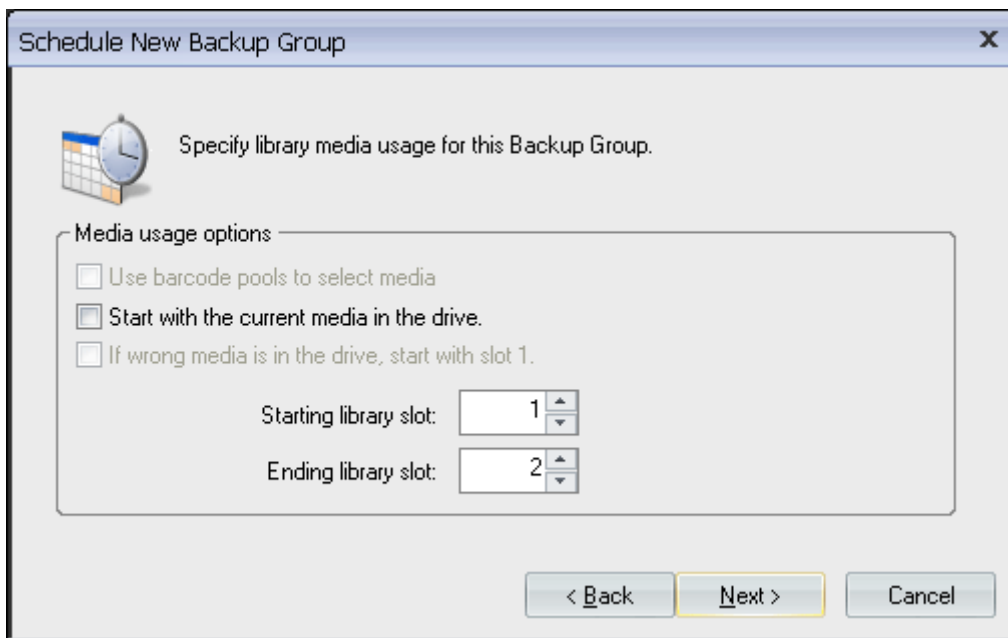 Schedule New Backup Group
x
Specify library media usage for this Backup Group.
Media usage options
Use barcode pools to select media
Start with the current media in the drive.
If wrong media is in the drive, start with slot 1.
Starting library slot: 1
Ending library slot: 2
< Back Next > Cancel